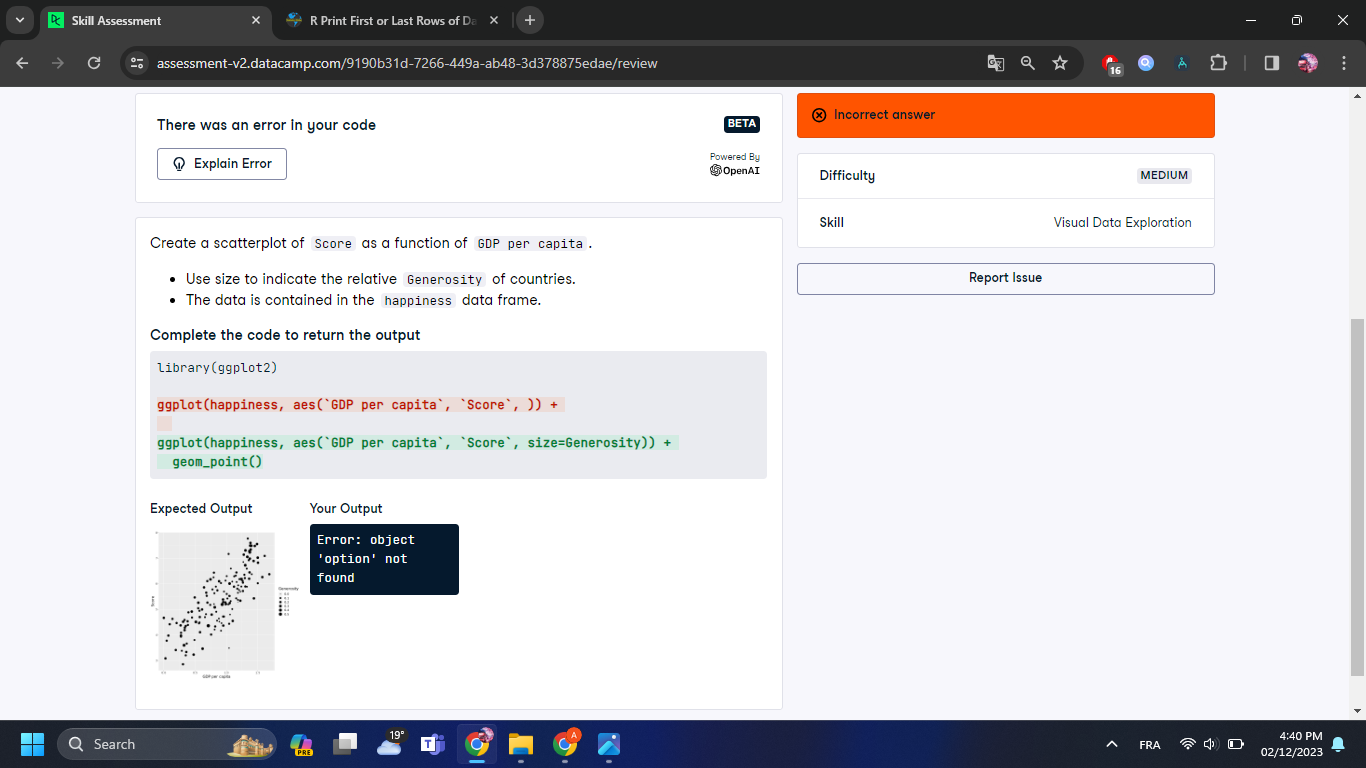 Skill Assessment
R Print First or Last Rows of Da
assessment-v2.datacamp.com/9190b31d-7266-449a-ab48-3d378875edae/review
16
There was an error in your code
BETA
Explain Error
Powered By
OpenAI
Incorrect answer
Difficulty
MEDIUM
Skill
Visual Data Exploration
Report Issue
Create a scatterplot of Score as a function of GDP per capita.
• Use size to indicate the relative Generosity of countries.
• The data is contained in the happiness data frame.
Complete the code to return the output
library(ggplot2)
ggplot(happiness, aes(`GDP per capita`, `Score`, )) +
ggplot(happiness, aes(`GDP per capita`, `Score`, size=Generosity)) +
geom_point()
Expected Output
Your Output
Error: object
'option' not
found
Score
Generosity
GDP per capita
Search
PRE
19°
A
FRA
4:40 PM
02/12/2023